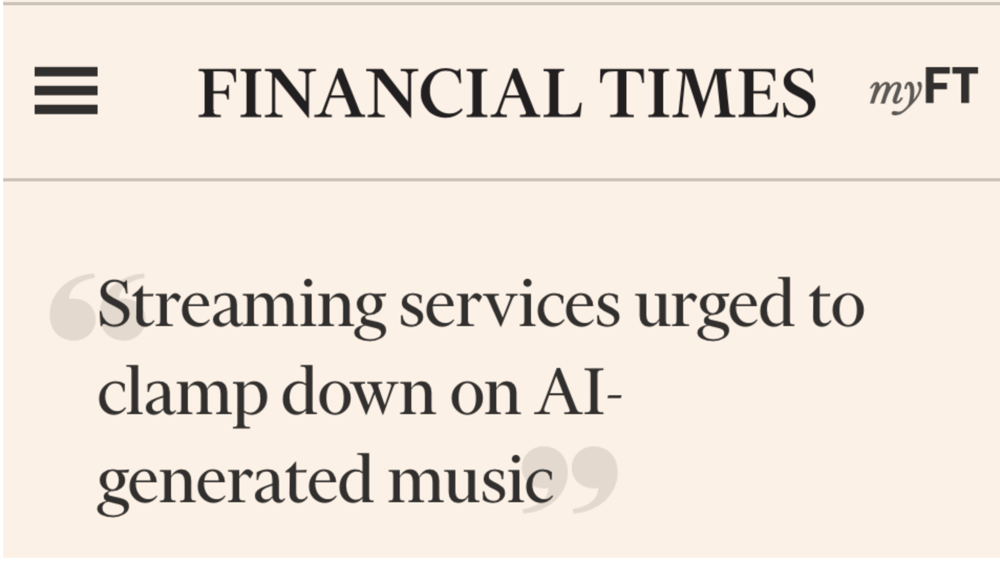 FINANCIAL TIMES myFT
“Streaming services urged to
clamp down on AI-
generated music”